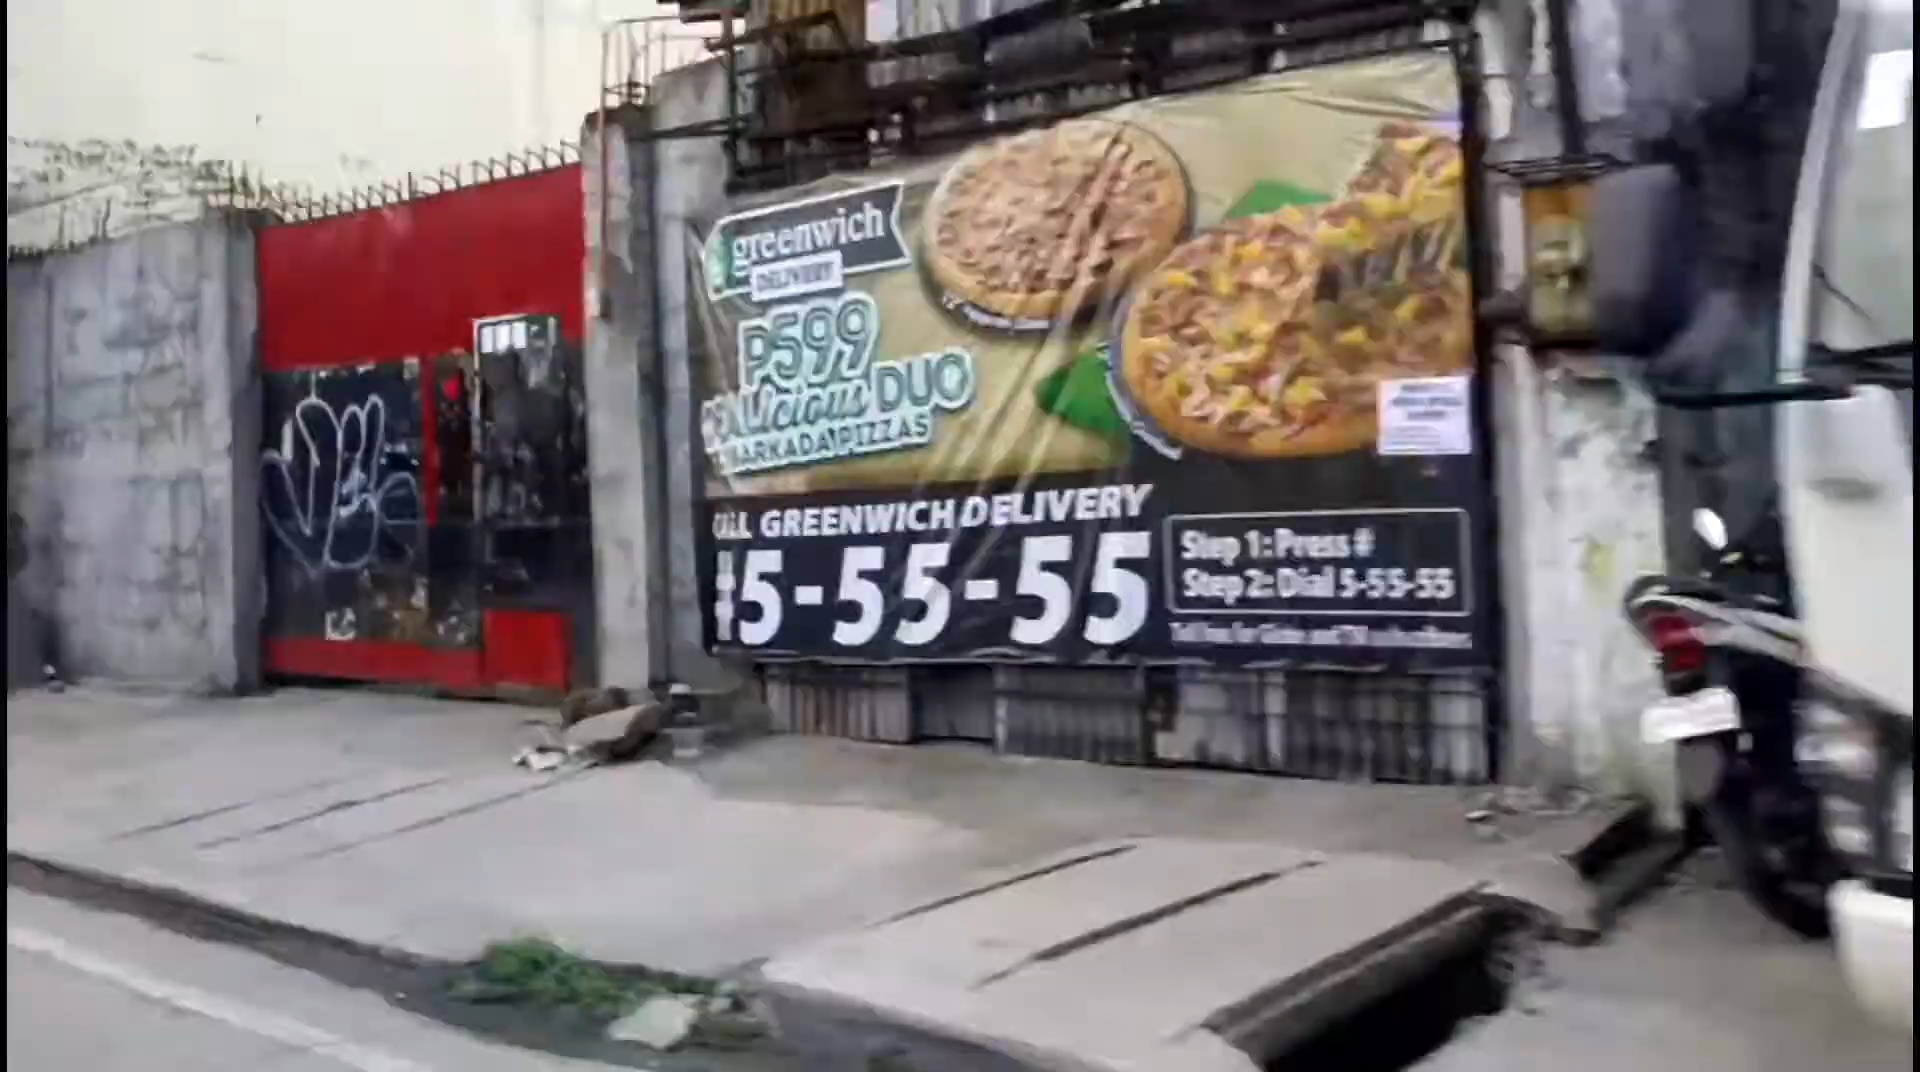 greenwich
DELIVERY
P599
DUO
BARKADA PIZZAS
CALL GREENWICH DELIVERY
#5-55-55
Step 1: Press #
Step 2: Dial 5-55-55